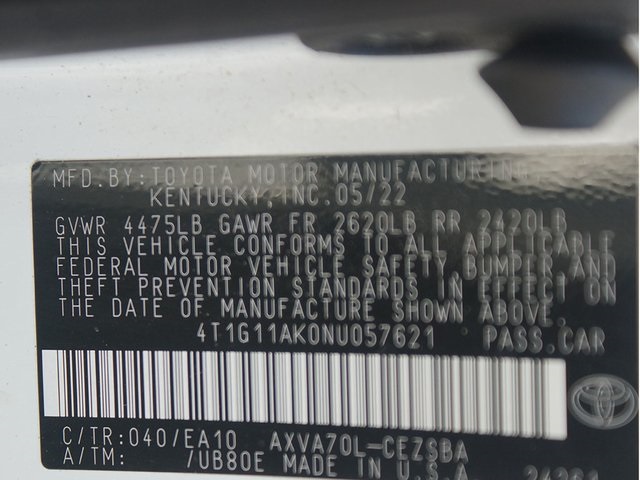 MFD.BY:TOYOTA MOTOR MANUFACTURING
KENTUCKY, INC.05/22
GVWR 4475LB GAWR FR 2620LB RR 2420LB
THIS VEHICLE CONFORMS TO ALL APPLICABLE
FEDERAL MOTOR VEHICLE SAFETY,BUMPER,AND
THEFT PREVENTION STANDARDS IN EFFECT ON
THE DATE OF MANUFACTURE SHOWN ABOVE.
4T1G11AK0NU057621 PASS.CAR
C/TR:040/EA10 AXVA70L-CEZSBA
A/TM: /UB80E MADE IN U.S.A